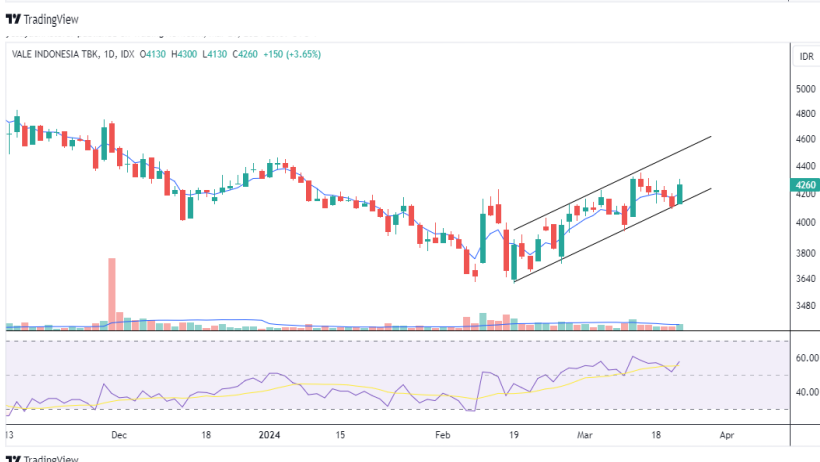 TradingView
VALE INDONESIA TBK, 1D, IDX O4130 H4300 L4130 C4260 +150 (+3.65%)
IDR
5000
4800
4600
4400
4260
4200
4000
3800
3640
3480
60.00
40.00
13 Dec 18 2024 15 Feb 19 Mar 18 Apr
TradingView